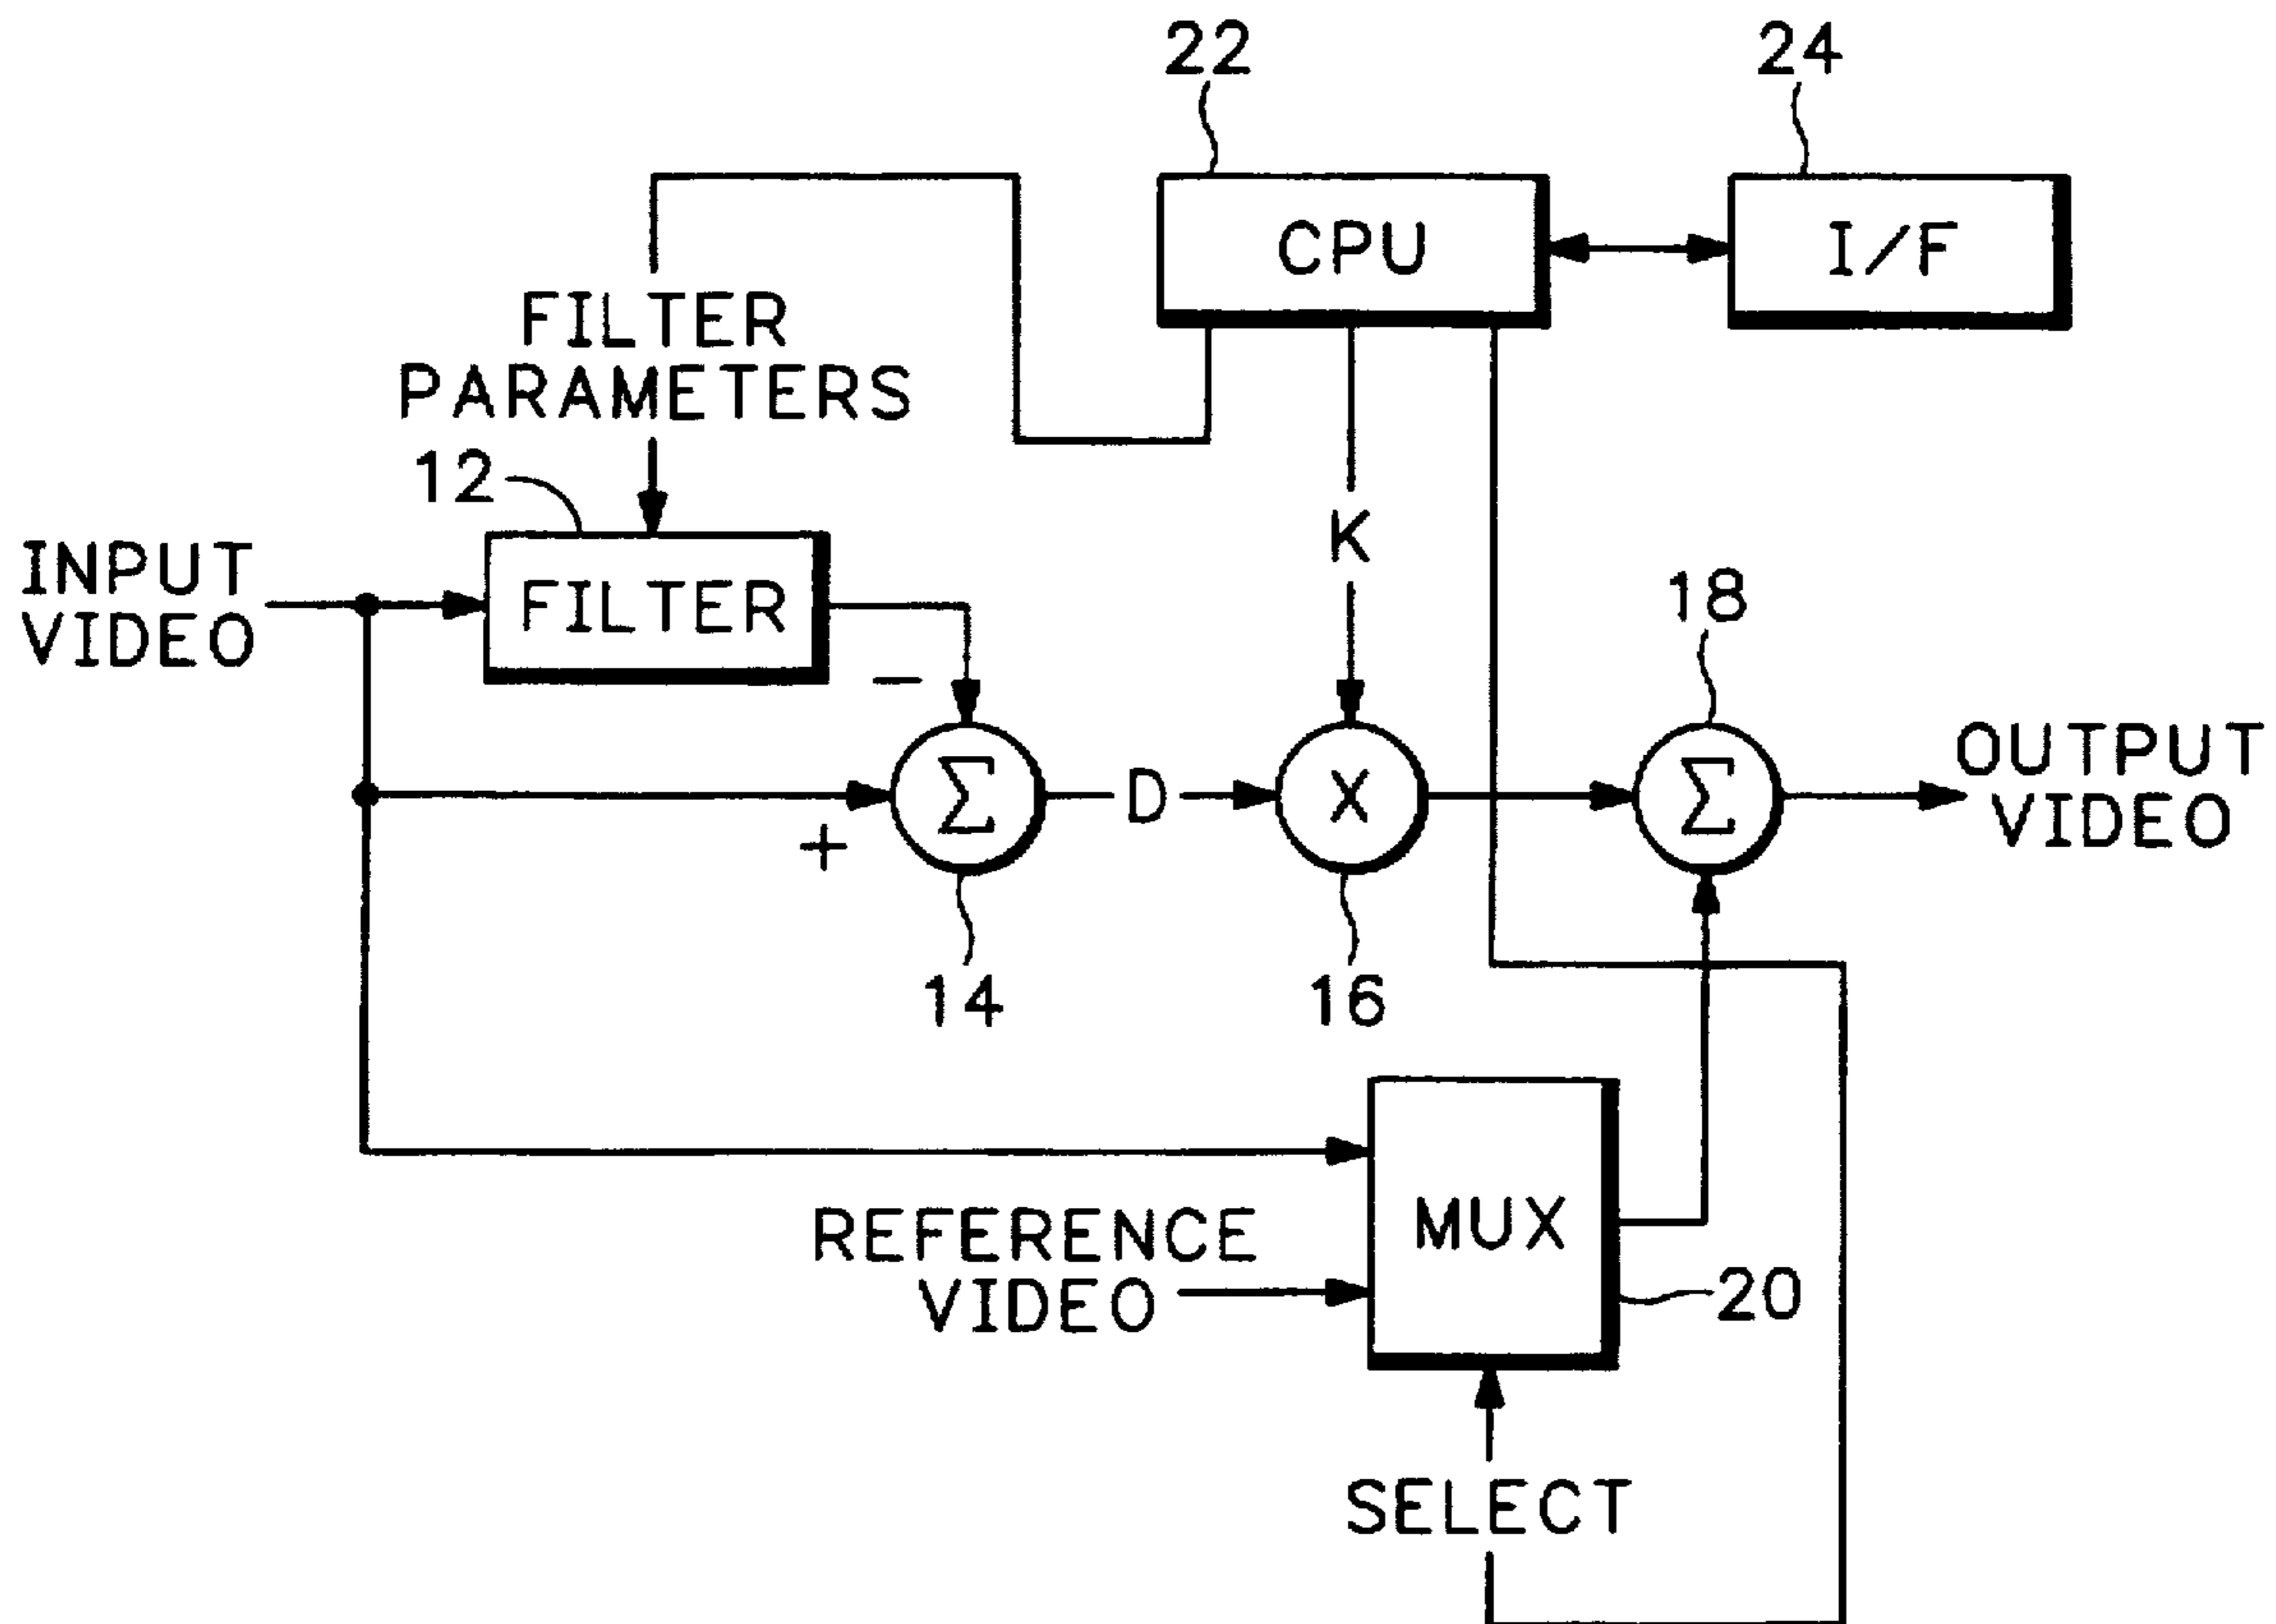 22
24
CPU
I/F
FILTER
PARAMETERS
12
INPUT
VIDEO
FILTER
K
18
−
Σ
D
X
Σ
OUTPUT
VIDEO
+
14
16
MUX
REFERENCE
VIDEO
20
SELECT